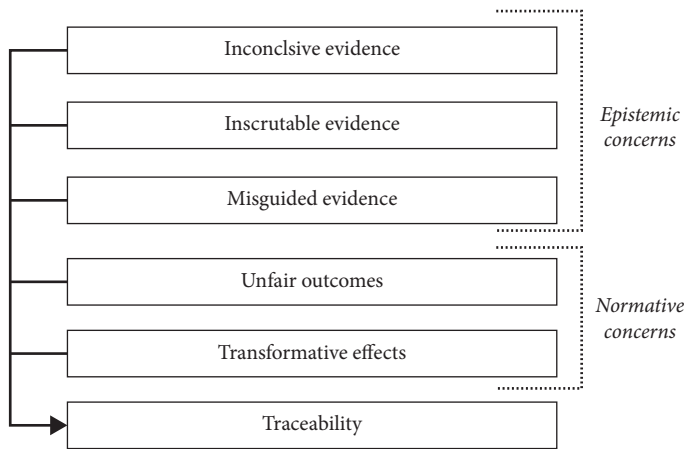 Inconclsive evidence
Inscrutable evidence
Misguided evidence
Epistemic
concerns
Unfair outcomes
Transformative effects
Normative
concerns
Traceability